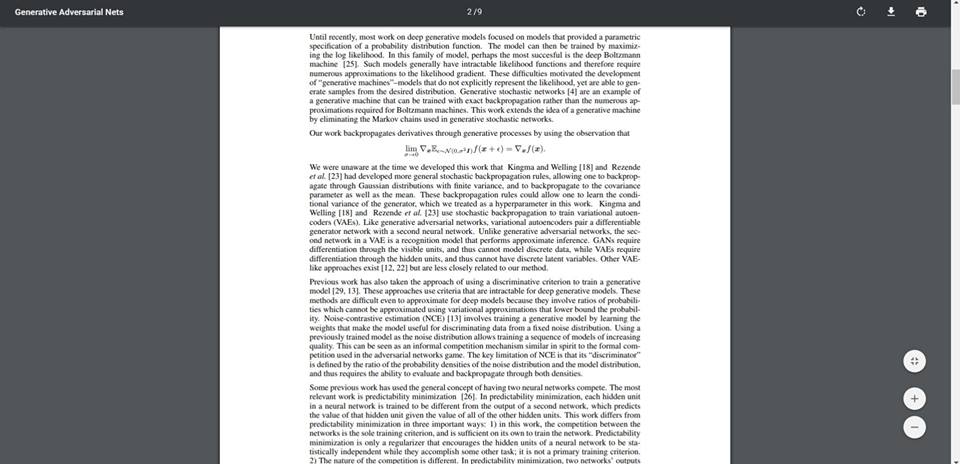 Generative Adversarial Nets
2 / 9
Until recently, most work on deep generative models focused on models that provided a parametric
specification of a probability distribution function. The model can then be trained by maximiz-
ing the log likelihood. In this family of model, perhaps the most succesful is the deep Boltzmann
machine [25]. Such models generally have intractable likelihood functions and therefore require
numerous approximations to the likelihood gradient. These difficulties motivated the development
of "generative machines"–models that do not explicitly represent the likelihood, yet are able to gen-
erate samples from the desired distribution. Generative stochastic networks [4] are an example of
a generative machine that can be trained with exact backpropagation rather than the numerous ap-
proximations required for Boltzmann machines. This work extends the idea of a generative machine
by eliminating the Markov chains used in generative stochastic networks.
Our work backpropagates derivatives through generative processes by using the observation that
lim σ→0 ∇x 𝔼ϵ∼N(0,σ²I) f(x + ϵ) = ∇x f(x).
We were unaware at the time we developed this work that Kingma and Welling [18] and Rezende
et al. [23] had developed more general stochastic backpropagation rules, allowing one to backprop-
agate through Gaussian distributions with finite variance, and to backpropagate to the covariance
parameter as well as the mean. These backpropagation rules could allow one to learn the condi-
tional variance of the generator, which we treated as a hyperparameter in this work. Kingma and
Welling [18] and Rezende et al. [23] use stochastic backpropagation to train variational autoen-
coders (VAEs). Like generative adversarial networks, variational autoencoders pair a differentiable
generator network with a second neural network. Unlike generative adversarial networks, the sec-
ond network in a VAE is a recognition model that performs approximate inference. GANs require
differentiation through the visible units, and thus cannot model discrete data, while VAEs require
differentiation through the hidden units, and thus cannot have discrete latent variables. Other VAE-
like approaches exist [12, 22] but are less closely related to our method.
Previous work has also taken the approach of using a discriminative criterion to train a generative
model [29, 13]. These approaches use criteria that are intractable for deep generative models. These
methods are difficult even to approximate for deep models because they involve ratios of probabili-
ties which cannot be approximated using variational approximations that lower bound the probabil-
ity. Noise-contrastive estimation (NCE) [13] involves training a generative model by learning the
weights that make the model useful for discriminating data from a fixed noise distribution. Using a
previously trained model as the noise distribution allows training a sequence of models of increasing
quality. This can be seen as an informal competition mechanism similar in spirit to the formal com-
petition used in the adversarial networks game. The key limitation of NCE is that its "discriminator"
is defined by the ratio of the probability densities of the noise distribution and the model distribution,
and thus requires the ability to evaluate and backpropagate through both densities.
Some previous work has used the general concept of having two neural networks compete. The most
relevant work is predictability minimization [26]. In predictability minimization, each hidden unit
in a neural network is trained to be different from the output of a second network, which predicts
the value of that hidden unit given the value of all of the other hidden units. This work differs from
predictability minimization in three important ways: 1) in this work, the competition between the
networks is the sole training criterion, and is sufficient on its own to train the network. Predictability
minimization is only a regularizer that encourages the hidden units of a neural network to be sta-
tistically independent while they accomplish some other task; it is not a primary training criterion.
2) The nature of the competition is different. In predictability minimization, two networks' outputs